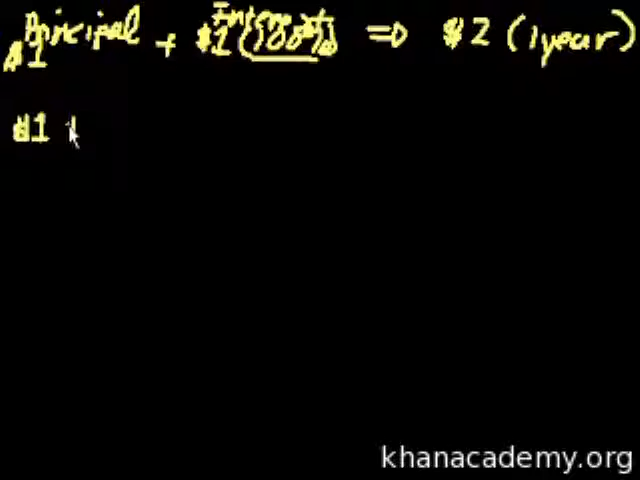 Principal Interest
$1 + $1 (100%) => $2 (1 year)
$1 +
khanacademy.org